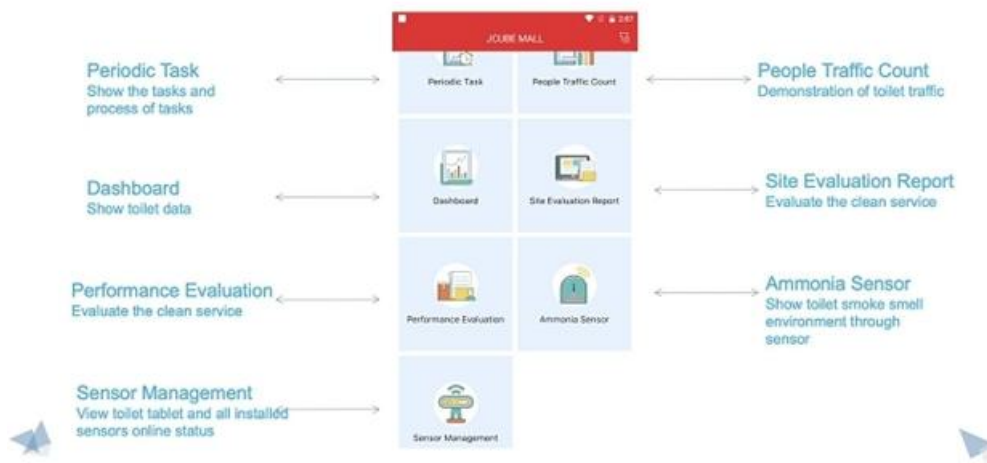 2:57
JCUBE MALL
Periodic Task
Show the tasks and
process of tasks
Periodic Task
People Traffic Count
People Traffic Count
Demonstration of toilet traffic
Dashboard
Show toilet data
Dashboard
Site Evaluation Report
Site Evaluation Report
Evaluate the clean service
Performance Evaluation
Evaluate the clean service
Performance Evaluation
Ammonia Sensor
Ammonia Sensor
Show toilet smoke smell
environment through
sensor
Sensor Management
View toilet tablet and all installed
sensors online status
Sensor Management